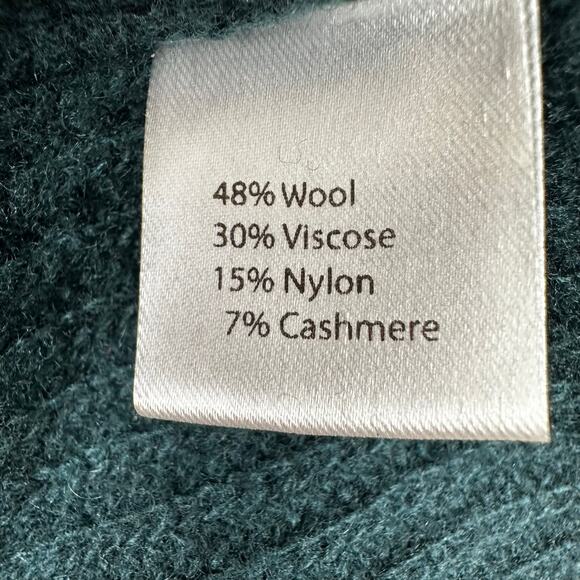 48% Wool
30% Viscose
15% Nylon
7% Cashmere